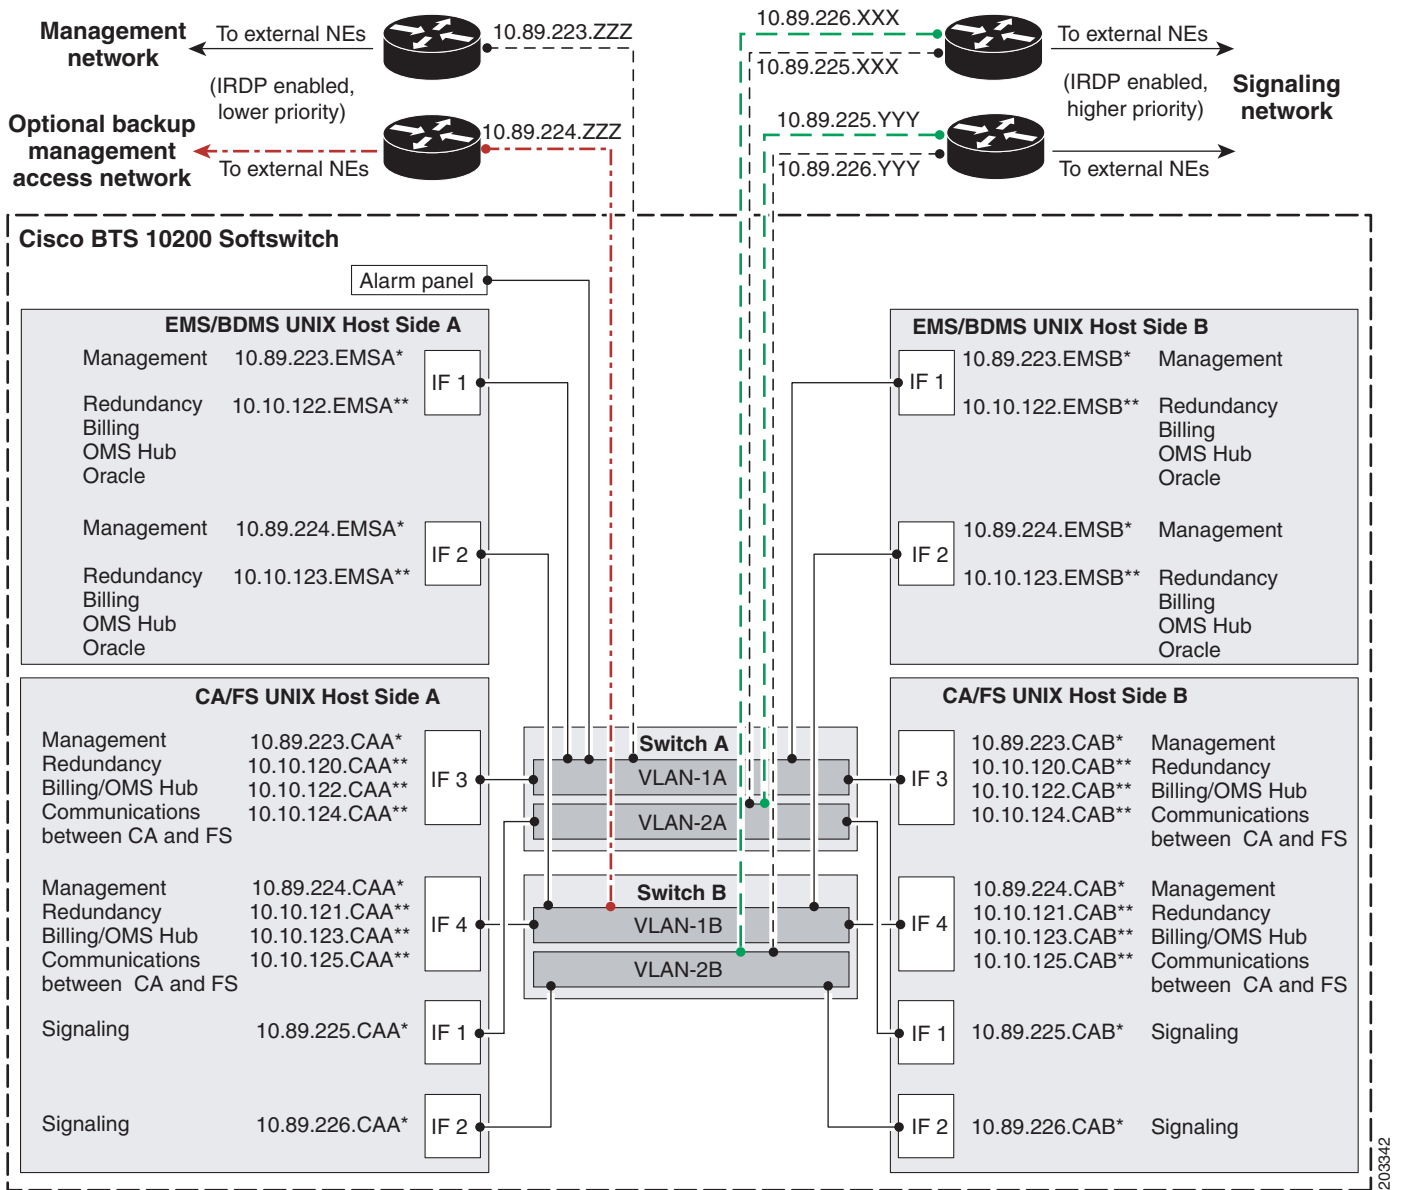 Management
network
To external NEs
10.89.223.ZZZ
(IRDP enabled,
lower priority)
Optional backup
management
access network
10.89.224.ZZZ
To external NEs
10.89.226.XXX
10.89.225.XXX
To external NEs
(IRDP enabled,
higher priority)
Signaling
network
10.89.225.YYY
10.89.226.YYY
To external NEs
Cisco BTS 10200 Softswitch
Alarm panel
EMS/BDMS UNIX Host Side A
Management 10.89.223.EMSA*
IF 1
Redundancy 10.10.122.EMSA**
Billing
OMS Hub
Oracle
Management 10.89.224.EMSA*
IF 2
Redundancy 10.10.123.EMSA**
Billing
OMS Hub
Oracle
EMS/BDMS UNIX Host Side B
10.89.223.EMSB* Management
IF 1
10.10.122.EMSB** Redundancy
Billing
OMS Hub
Oracle
10.89.224.EMSB* Management
IF 2
10.10.123.EMSB** Redundancy
Billing
OMS Hub
Oracle
CA/FS UNIX Host Side A
Management 10.89.223.CAA*
Redundancy 10.10.120.CAA**
IF 3
Billing/OMS Hub 10.10.122.CAA**
Communications 10.10.124.CAA**
between CA and FS
Management 10.89.224.CAA*
Redundancy 10.10.121.CAA**
IF 4
Billing/OMS Hub 10.10.123.CAA**
Communications 10.10.125.CAA**
between CA and FS
Signaling 10.89.225.CAA* IF 1
Signaling 10.89.226.CAA* IF 2
Switch A
VLAN-1A
VLAN-2A
Switch B
VLAN-1B
VLAN-2B
CA/FS UNIX Host Side B
10.89.223.CAB* Management
10.10.120.CAB** Redundancy
IF 3
10.10.122.CAB** Billing/OMS Hub
10.10.124.CAB** Communications
between CA and FS
10.89.224.CAB* Management
10.10.121.CAB** Redundancy
IF 4
10.10.123.CAB** Billing/OMS Hub
10.10.125.CAB** Communications
between CA and FS
IF 1 10.89.225.CAB* Signaling
IF 2 10.89.226.CAB* Signaling
203342